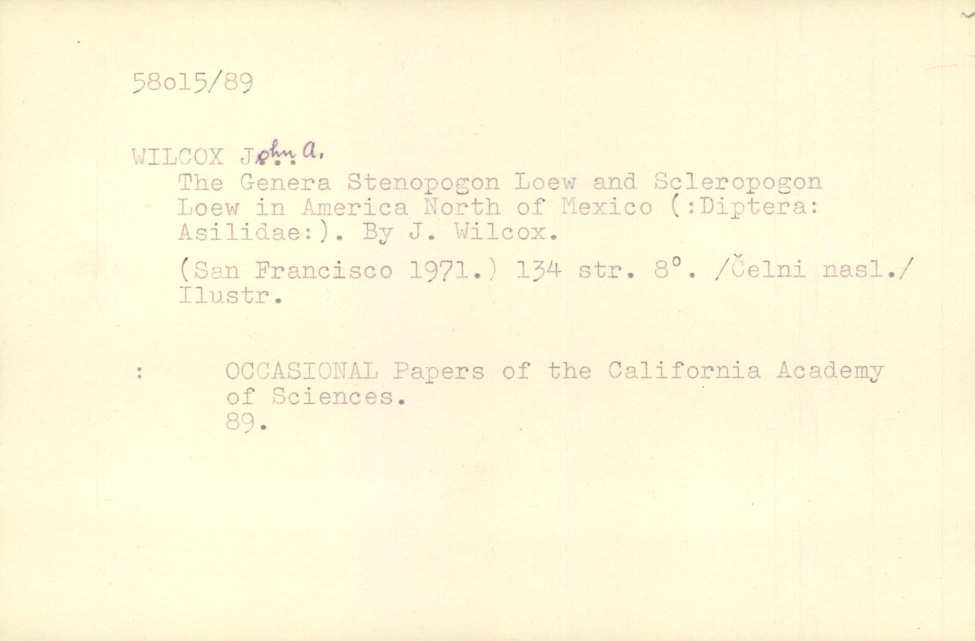 58o15/89
WILCOX John A.
The Genera Stenopogon Loew and Scleropogon
Loew in America North of Mexico (:Diptera:
Asilidae:). By J. Wilcox.
(San Francisco 1971.) 134 str. 8°. /Čelni nasl./
Ilustr.
: OCCASIONAL Papers of the California Academy
of Sciences.
89.